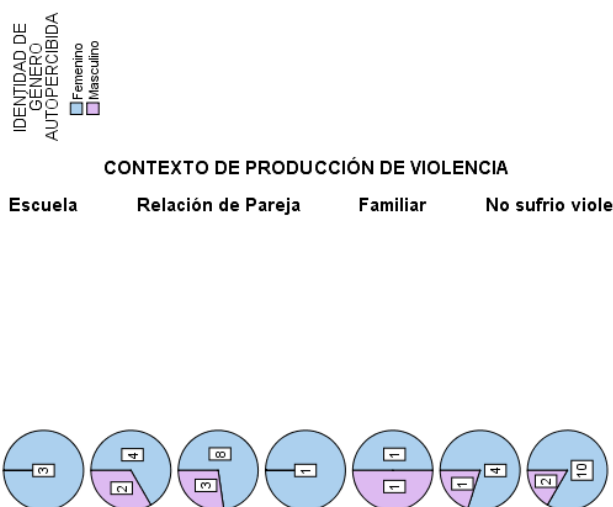 IDENTIDAD DE
GÉNERO
AUTOPERCIBIDA
Femenino
Masculino
CONTEXTO DE PRODUCCIÓN DE VIOLENCIA
Escuela Relación de Pareja Familiar No sufrio viole
3 4 2 8 3 1 1 1 4 1 10 2